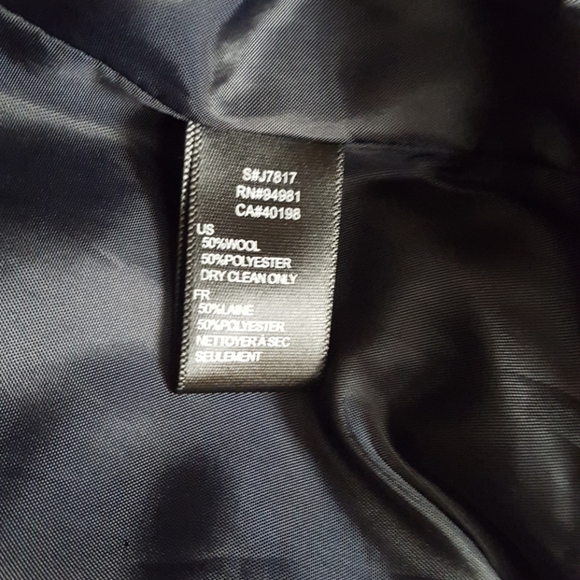 S#J7817
RN#94981
CA#40198
US
50%WOOL
50%POLYESTER
DRY CLEAN ONLY
FR
50%LAINE
50%POLYESTER
NETTOYER À SEC
SEULEMENT